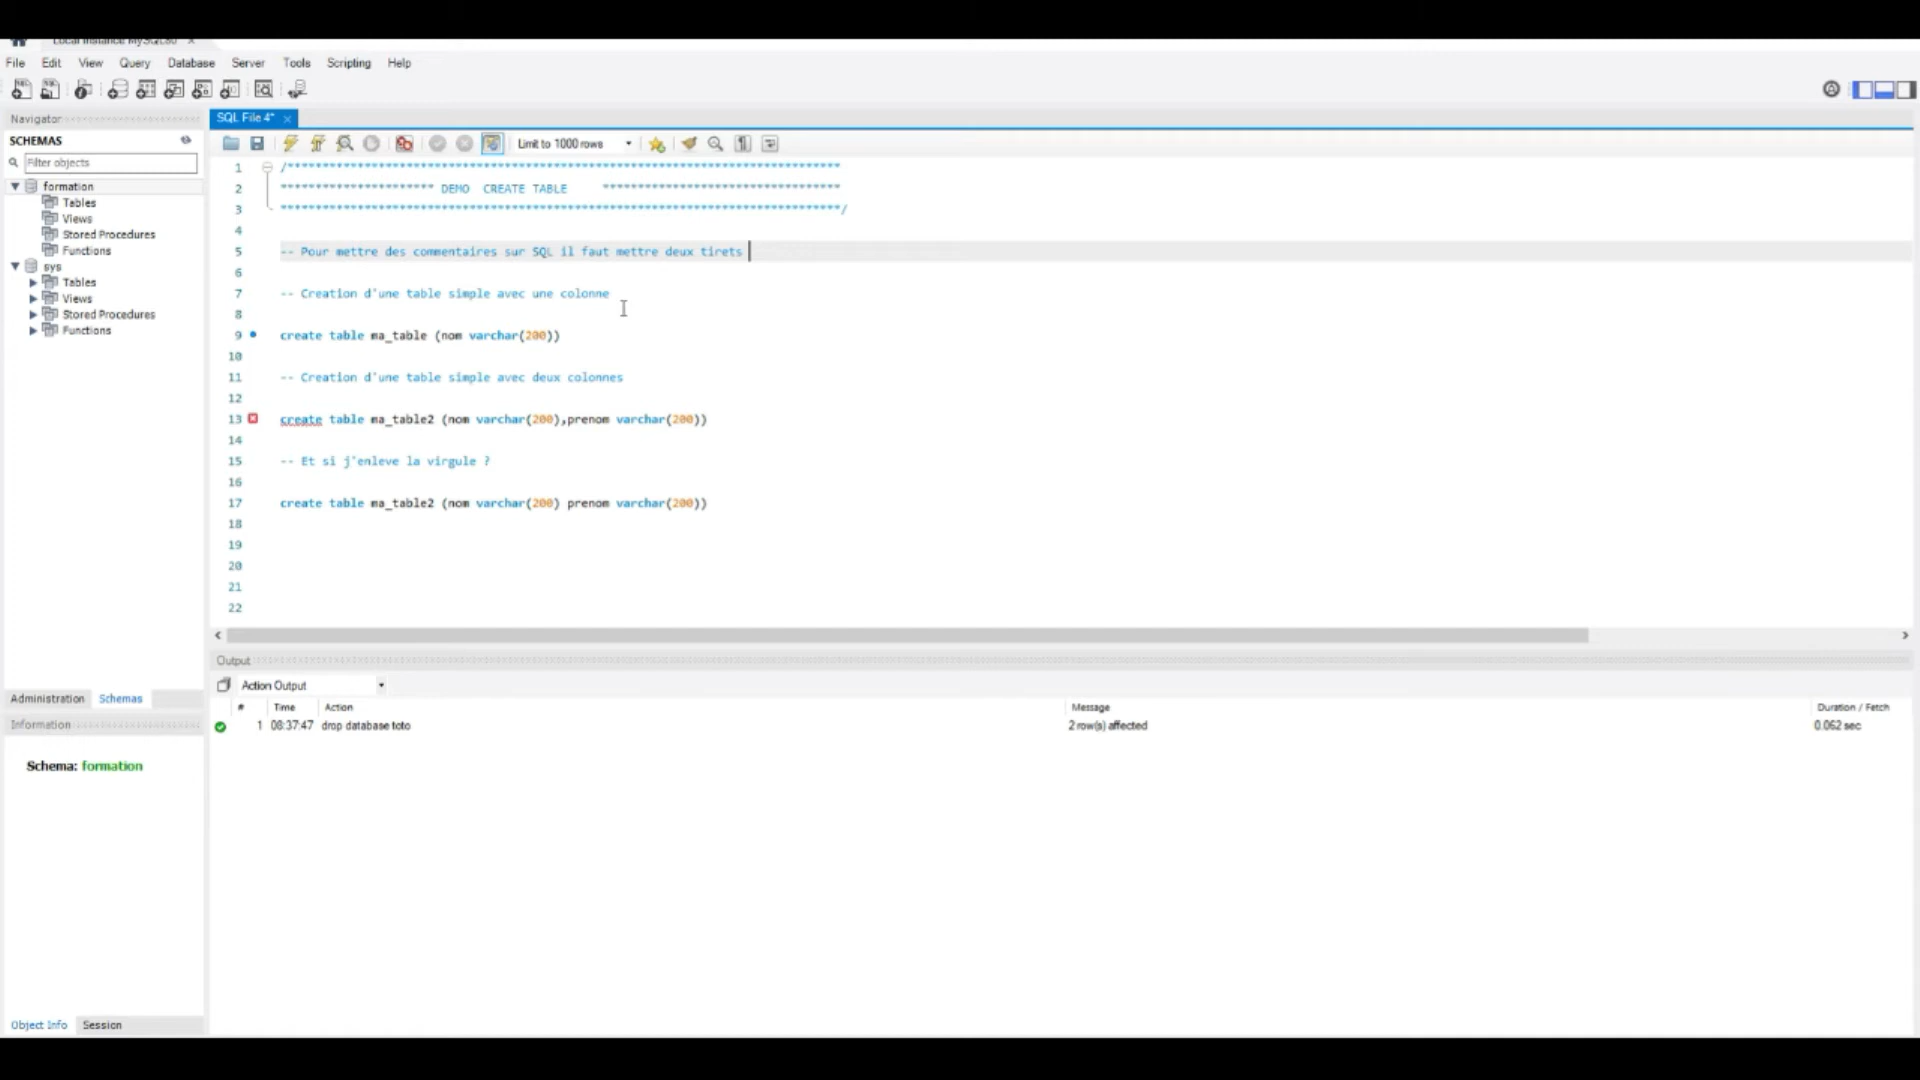 Local instance MySQL80 ×
File Edit View Query Database Server Tools Scripting Help
Navigator
SCHEMAS
Filter objects
formation
Tables
Views
Stored Procedures
Functions
sys
Tables
Views
Stored Procedures
Functions
Administration Schemas
Information
Schema: formation
Object Info Session
SQL File 4* ×
Limit to 1000 rows
1 /*******************************************************************************
2 ********************** DEMO  CREATE TABLE     **********************************
3 ********************************************************************************/
4
5 -- Pour mettre des commentaires sur SQL il faut mettre deux tirets
6
7 -- Creation d'une table simple avec une colonne
8
9 create table ma_table (nom varchar(200))
10
11 -- Creation d'une table simple avec deux colonnes
12
13 create table ma_table2 (nom varchar(200),prenom varchar(200))
14
15 -- Et si j'enleve la virgule ?
16
17 create table ma_table2 (nom varchar(200) prenom varchar(200))
18
19
20
21
22
Output
Action Output
# Time Action Message Duration / Fetch
1 08:37:47 drop database toto 2 row(s) affected 0.062 sec